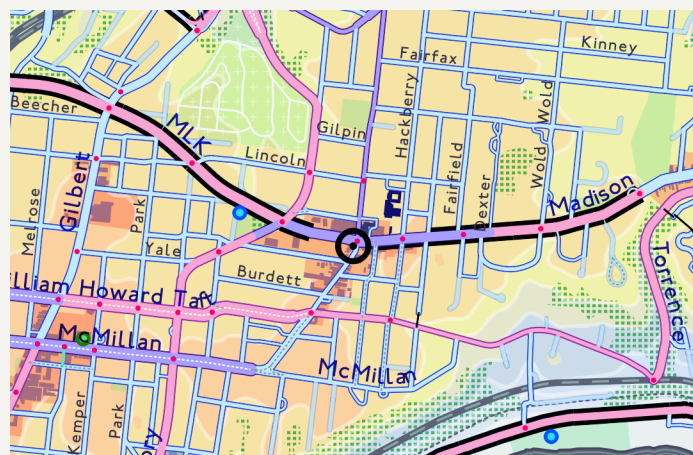 Kinney
Fairfax
Hackberry
Wold
Beecher
MLK
Gilpin
Lincoln
Fairfield
Wold
Dexter
Madison
Gilbert
Melrose
Park
Yale
Burdett
Torrence
illiam Howard Taft
McMillan
McMillan
Kemper
Park
ory